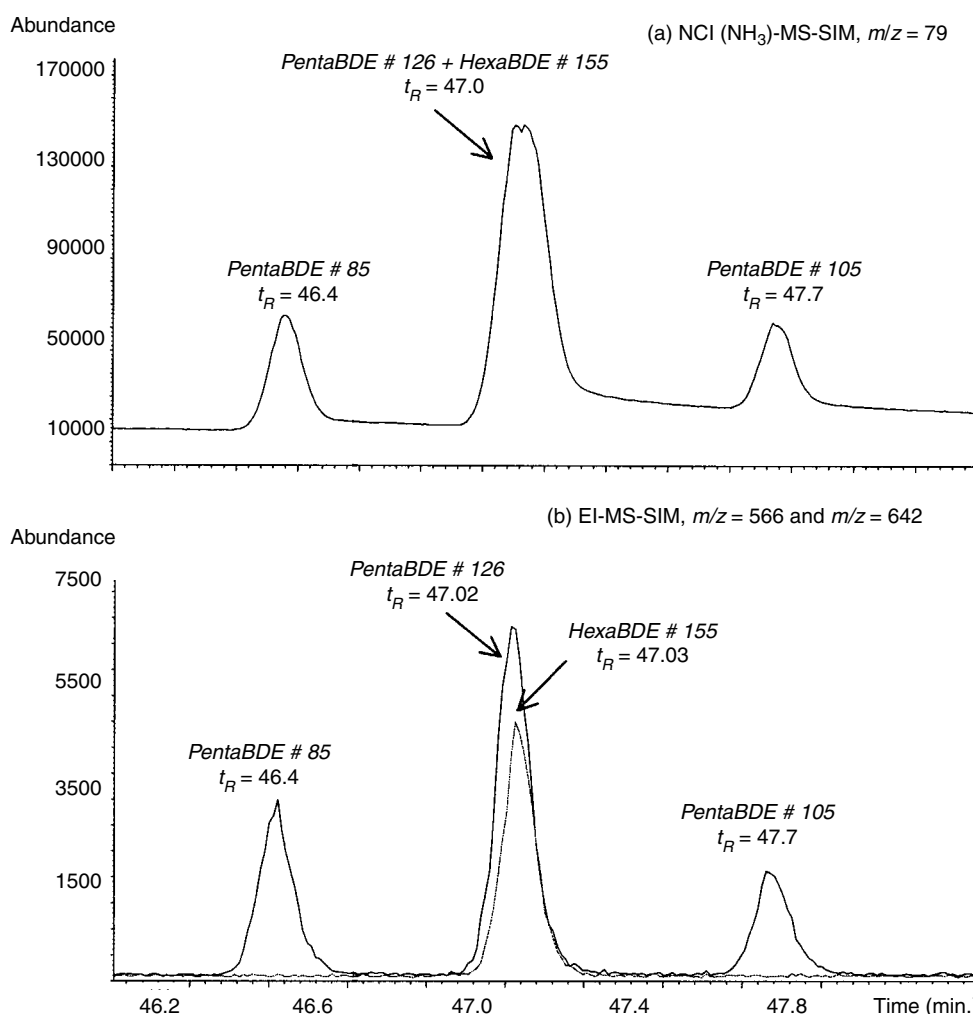 (a) NCI (NH₃)-MS-SIM, m/z = 79
Abundance
170000
130000
90000
50000
10000
PentaBDE # 126 + HexaBDE # 155
tR = 47.0
PentaBDE # 85
tR = 46.4
PentaBDE # 105
tR = 47.7
(b) EI-MS-SIM, m/z = 566 and m/z = 642
Abundance
7500
5500
3500
1500
PentaBDE # 126
tR = 47.02
HexaBDE # 155
tR = 47.03
PentaBDE # 85
tR = 46.4
PentaBDE # 105
tR = 47.7
46.2 46.6 47.0 47.4 47.8 Time (min.